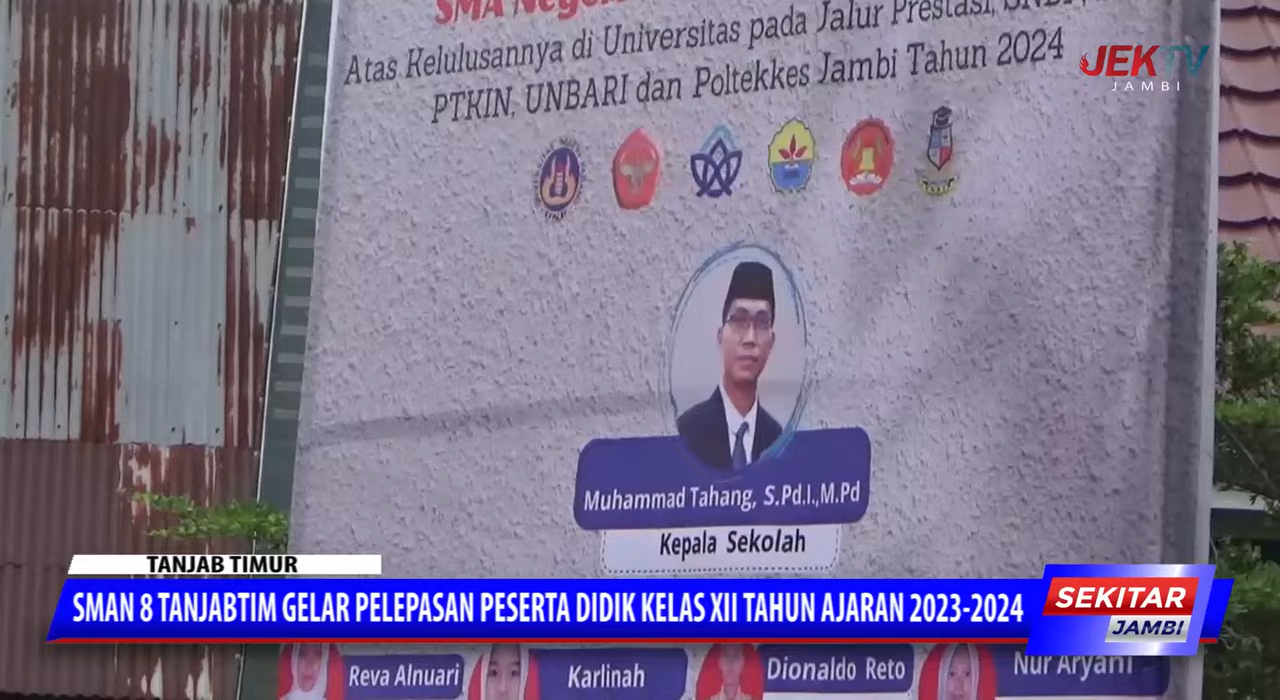 SMA Negeri
Atas Kelulusannya di Universitas pada Jalur Prestasi,
PTKIN, UNBARI dan Poltekkes Jambi Tahun 2024
JEKTV
JAMBI
Muhammad Tahang, S.Pd.I.,M.Pd
Kepala Sekolah
TANJAB TIMUR
SMAN 8 TANJABTIM GELAR PELEPASAN PESERTA DIDIK KELAS XII TAHUN AJARAN 2023-2024
SEKITAR
JAMBI
Reva Alnuari
Karlinah
Dionaldo Reto
Nur Aryani